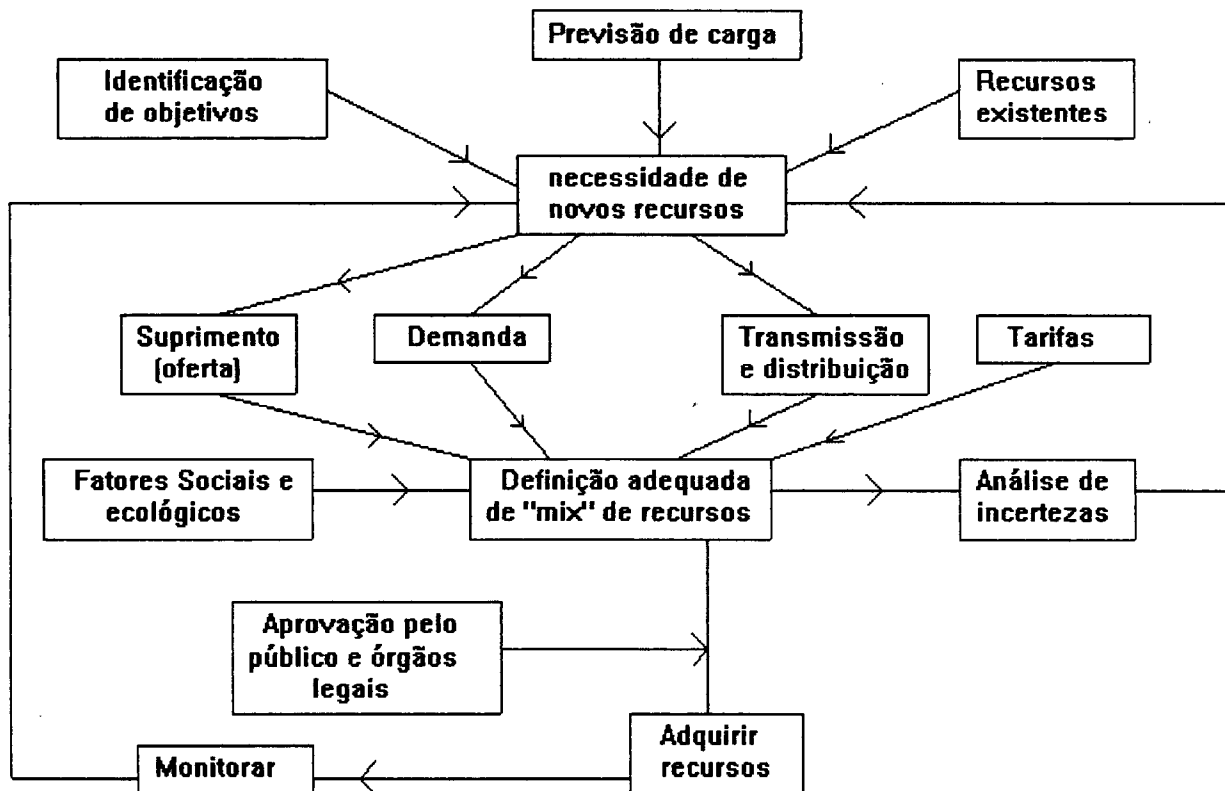 Previsão de carga
Identificação
de objetivos
Recursos
existentes
necessidade de
novos recursos
Suprimento
(oferta)
Demanda
Transmissão
e distribuição
Tarifas
Fatores Sociais e
ecológicos
Definição adequada
de "mix" de recursos
Análise de
incertezas
Aprovação pelo
público e órgãos
legais
Adquirir
recursos
Monitorar